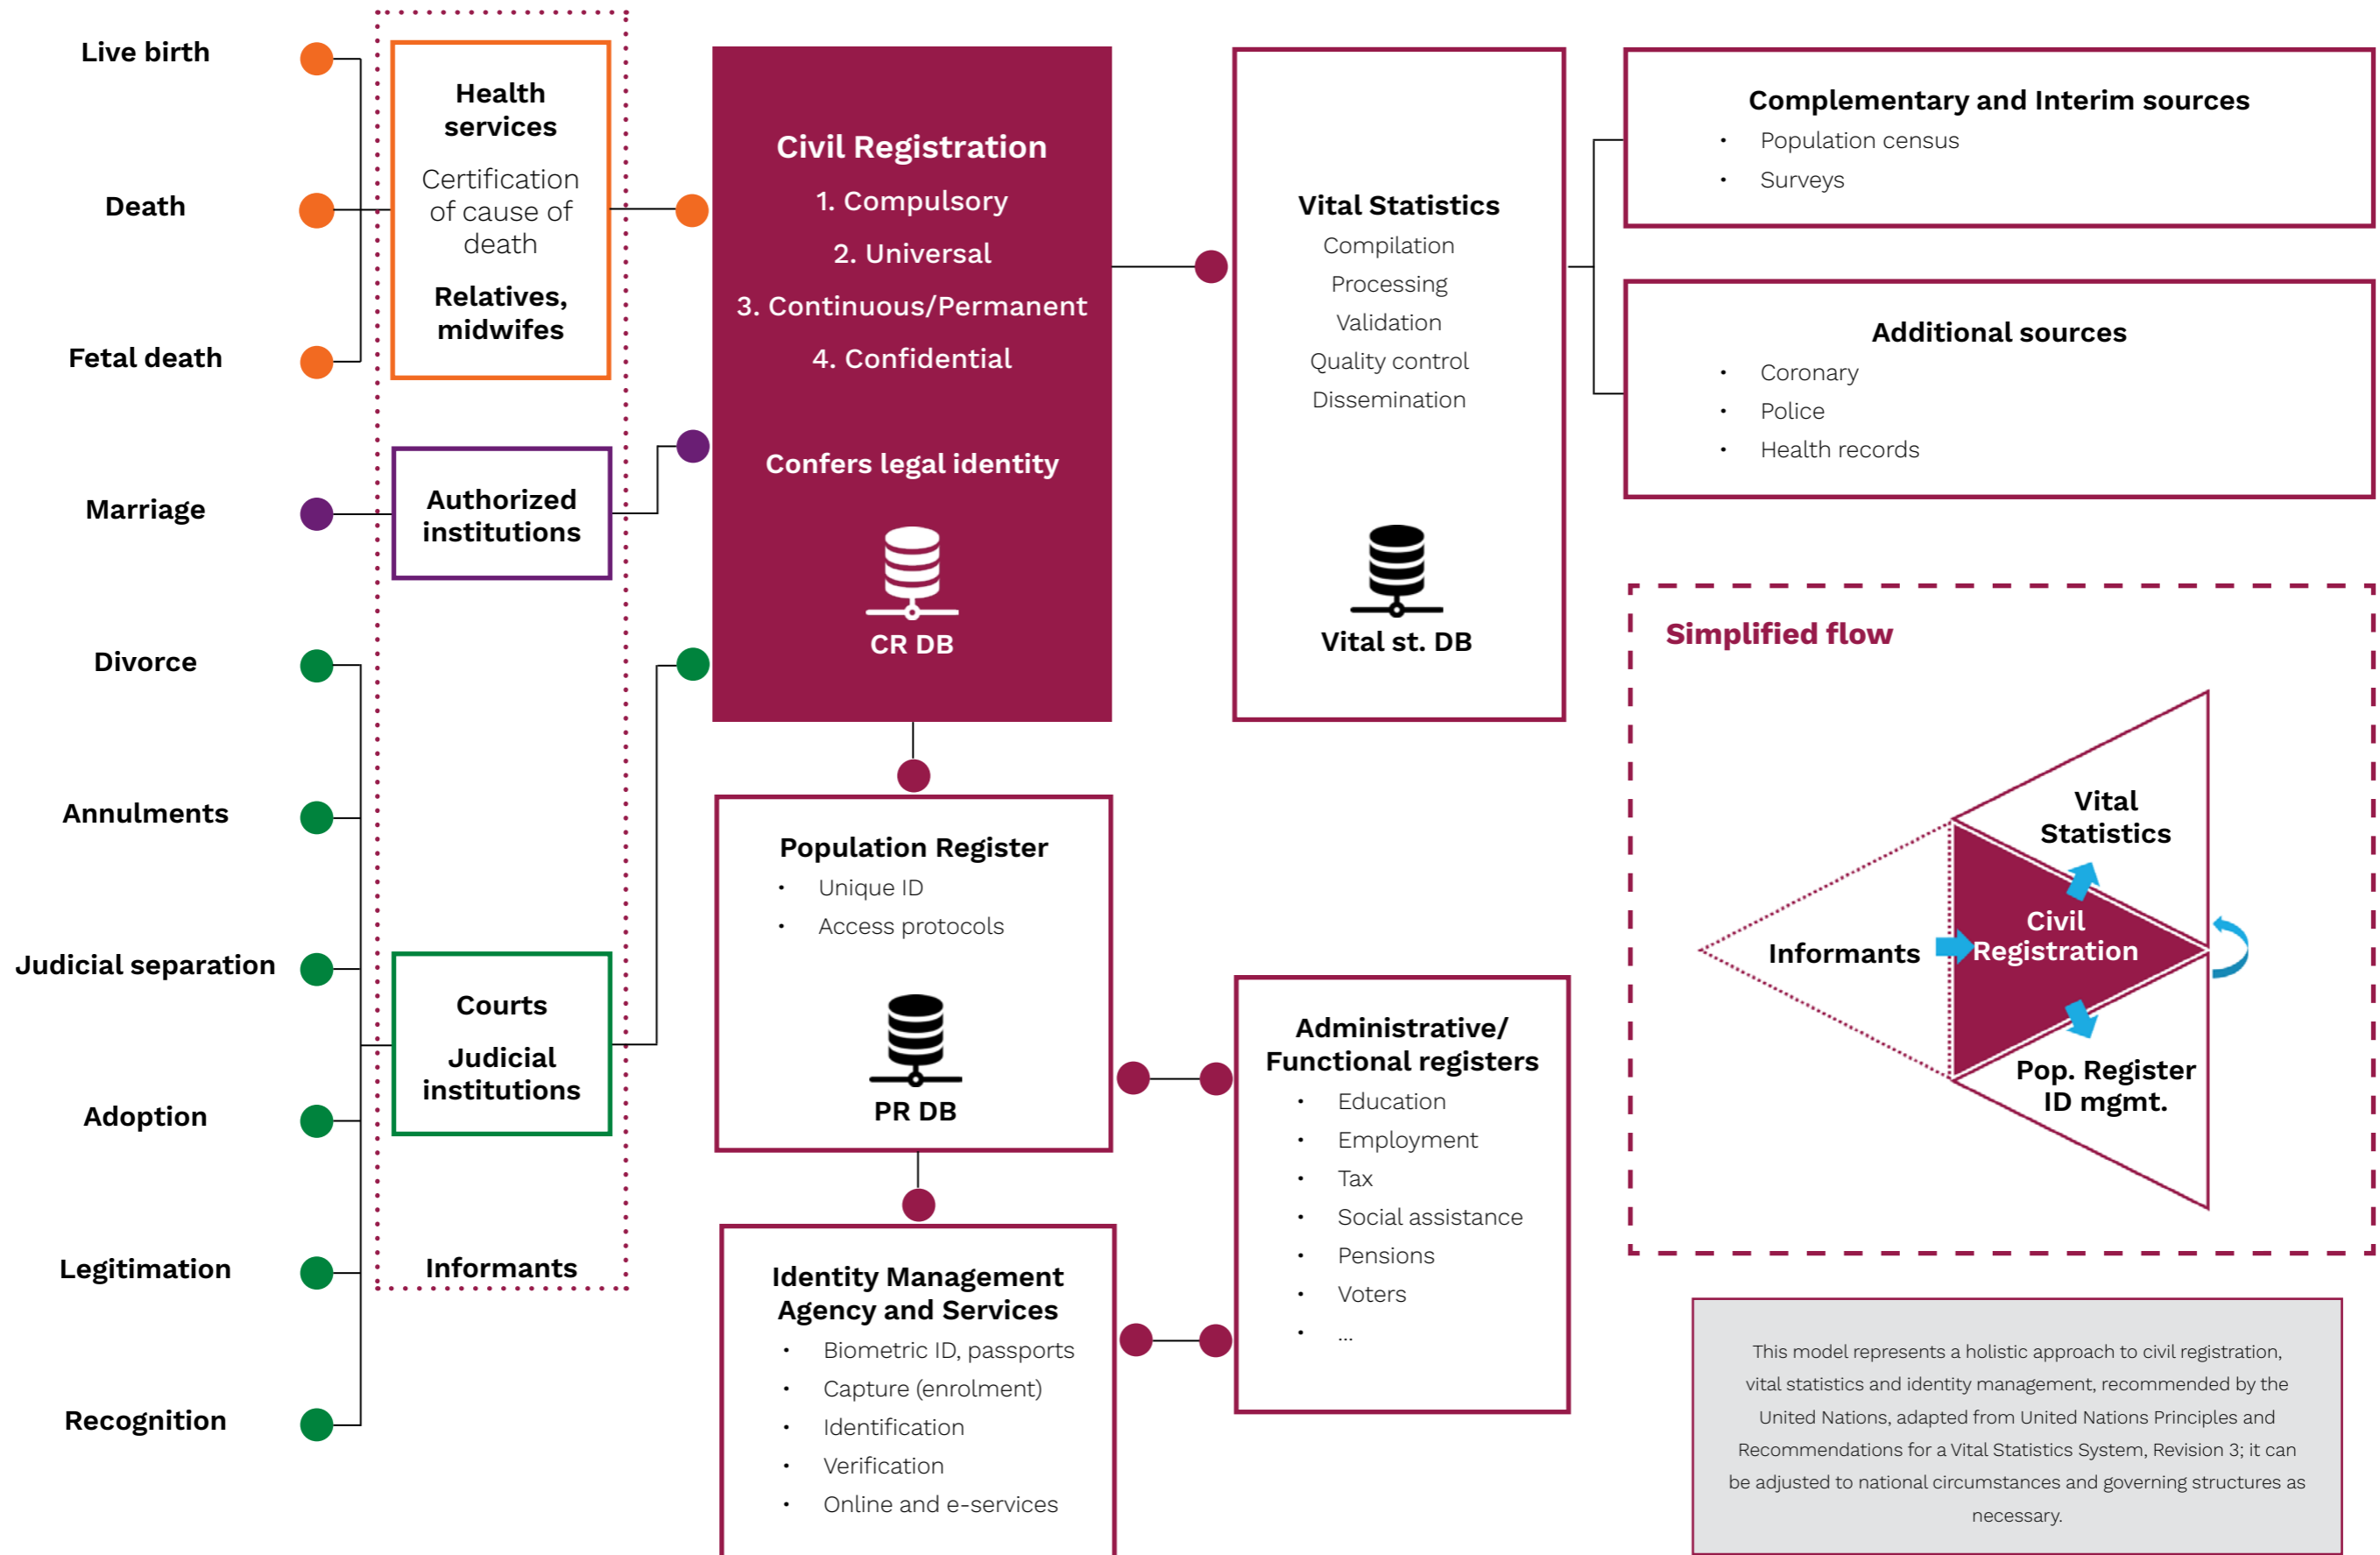 Live birth
Death
Fetal death
Marriage
Divorce
Annulments
Judicial separation
Adoption
Legitimation
Recognition
Health
services
Certification
of cause of
death
Relatives,
midwifes
Authorized
institutions
Courts
Judicial
institutions
Informants
Civil Registration
1. Compulsory
2. Universal
3. Continuous/Permanent
4. Confidential
Confers legal identity
CR DB
Population Register
• Unique ID
• Access protocols
PR DB
Identity Management
Agency and Services
• Biometric ID, passports
• Capture (enrolment)
• Identification
• Verification
• Online and e-services
Vital Statistics
Compilation
Processing
Validation
Quality control
Dissemination
Vital st. DB
Administrative/
Functional registers
• Education
• Employment
• Tax
• Social assistance
• Pensions
• Voters
• ...
Complementary and Interim sources
• Population census
• Surveys
Additional sources
• Coronary
• Police
• Health records
Simplified flow
Vital
Statistics
Civil
Registration
Informants
Pop. Register
ID mgmt.
This model represents a holistic approach to civil registration,
vital statistics and identity management, recommended by the
United Nations, adapted from United Nations Principles and
Recommendations for a Vital Statistics System, Revision 3; it can
be adjusted to national circumstances and governing structures as
necessary.